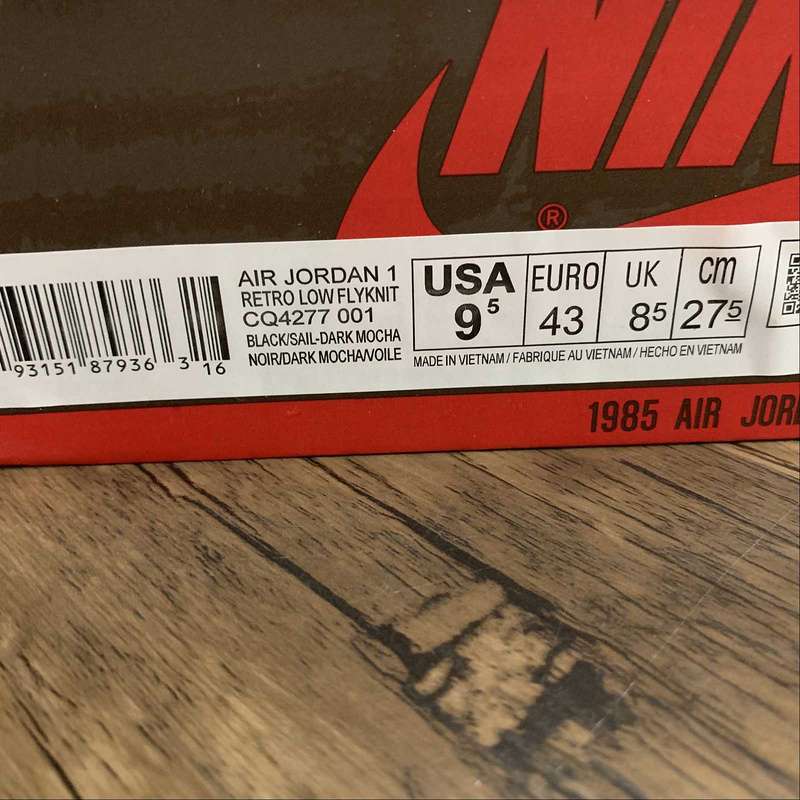 NIK
®
AIR JORDAN 1
RETRO LOW FLYKNIT
CQ4277 001
BLACK/SAIL-DARK MOCHA
NOIR/DARK MOCHA/VOILE
93151 87936 3 16
USA 9⁵
EURO 43
UK 8⁵
cm 27⁵
MADE IN VIETNAM / FABRIQUE AU VIETNAM / HECHO EN VIETNAM
1985 AIR JOR